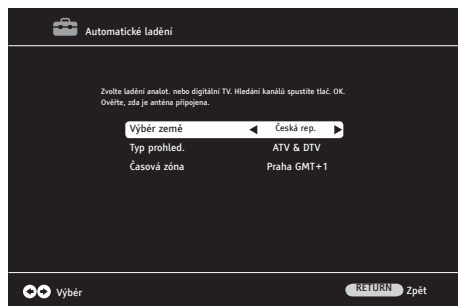 Automatické ladění
Zvolte ladění analot. nebo digitální TV. Hledání kanálů spustíte tlač. OK.
Ověřte, zda je anténa připojena.
Výběr země Česká rep.
Typ prohled. ATV & DTV
Časová zóna Praha GMT+1
Výběr RETURN Zpět